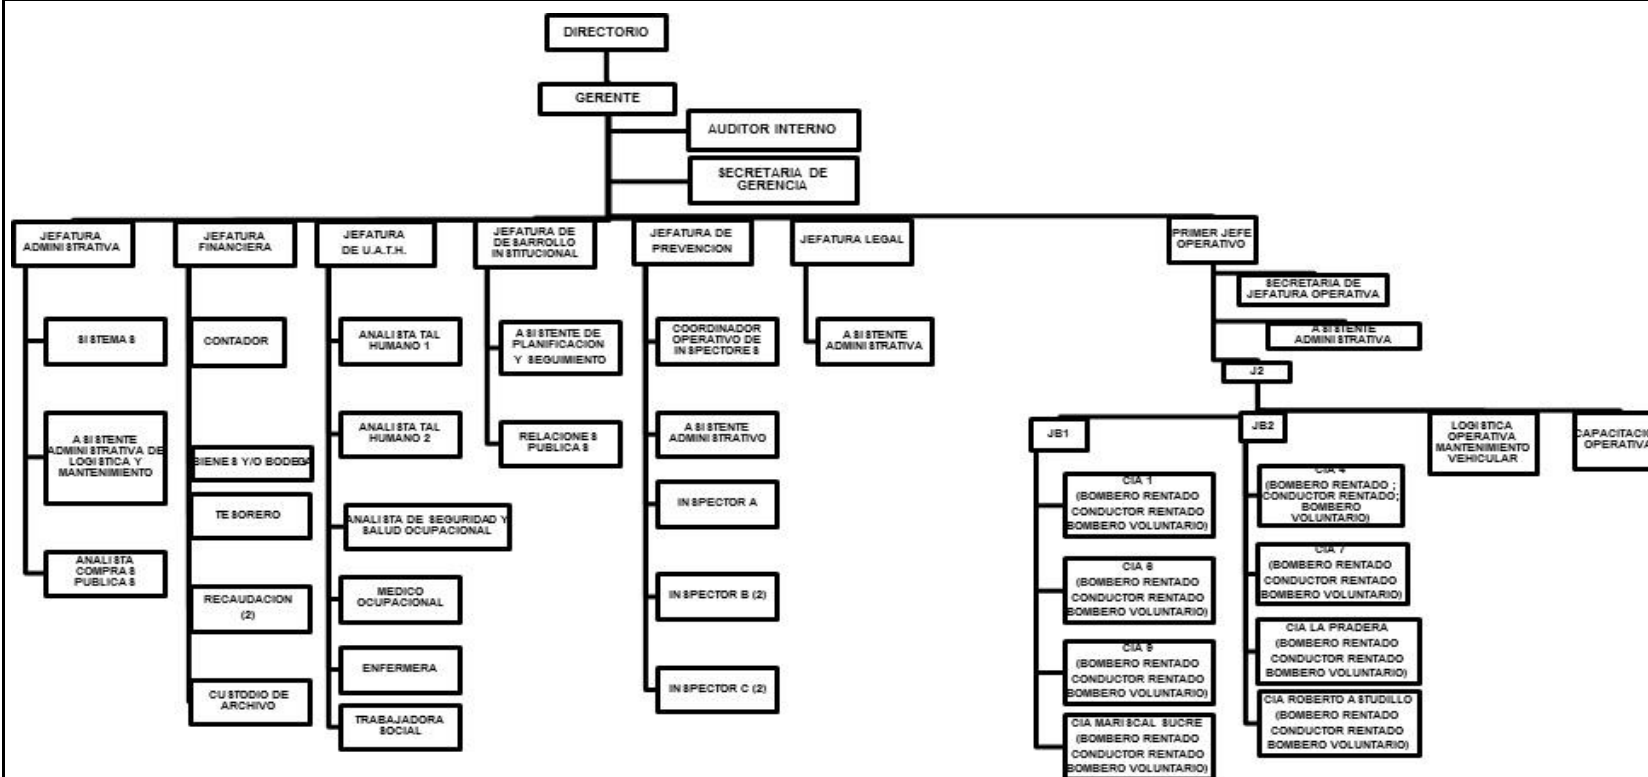 DIRECTORIO
GERENTE
AUDITOR INTERNO
SECRETARIA DE
GERENCIA
JEFATURA
ADMINISTRATIVA
JEFATURA
FINANCIERA
JEFATURA
DE U.A.T.H.
JEFATURA DE
DESARROLLO
INSTITUCIONAL
JEFATURA DE
PREVENCION
JEFATURA LEGAL
PRIMER JEFE
OPERATIVO
SISTEMAS
ASISTENTE
ADMINISTRATIVA DE
LOGISTICA Y
MANTENIMIENTO
ANALISTA
COMPRAS
PUBLICAS
CONTADOR
BIENES Y/O BODEGA
TESORERO
RECAUDACION
(2)
CUSTODIO DE
ARCHIVO
ANALISTA TAL
HUMANO 1
ANALISTA TAL
HUMANO 2
ANALISTA DE SEGURIDAD Y
SALUD OCUPACIONAL
MEDICO
OCUPACIONAL
ENFERMERA
TRABAJADORA
SOCIAL
ASISTENTE DE
PLANIFICACION
Y SEGUIMIENTO
RELACIONES
PUBLICAS
COORDINADOR
OPERATIVO DE
INSPECTORES
ASISTENTE
ADMINISTRATIVO
INSPECTOR A
INSPECTOR B (2)
INSPECTOR C (2)
ASISTENTE
ADMINISTRATIVA
SECRETARIA DE
JEFATURA OPERATIVA
ASISTENTE
ADMINISTRATIVA
J2
JB1
JB2
LOGISTICA
OPERATIVA
MANTENIMIENTO
VEHICULAR
CAPACITACIO
OPERATIVA
CIA 1
(BOMBERO RENTADO
CONDUCTOR RENTADO
BOMBERO VOLUNTARIO)
CIA 6
(BOMBERO RENTADO
CONDUCTOR RENTADO
BOMBERO VOLUNTARIO)
CIA 9
(BOMBERO RENTADO
CONDUCTOR RENTADO
BOMBERO VOLUNTARIO)
CIA MARISCAL SUCRE
(BOMBERO RENTADO
CONDUCTOR RENTADO
BOMBERO VOLUNTARIO)
CIA 4
(BOMBERO RENTADO ;
CONDUCTOR RENTADO;
BOMBERO
VOLUNTARIO)
CIA 7
(BOMBERO RENTADO
CONDUCTOR RENTADO
BOMBERO VOLUNTARIO)
CIA LA PRADERA
(BOMBERO RENTADO
CONDUCTOR RENTADO
BOMBERO VOLUNTARIO)
CIA ROBERTO ASTUDILLO
(BOMBERO RENTADO
CONDUCTOR RENTADO
BOMBERO VOLUNTARIO)